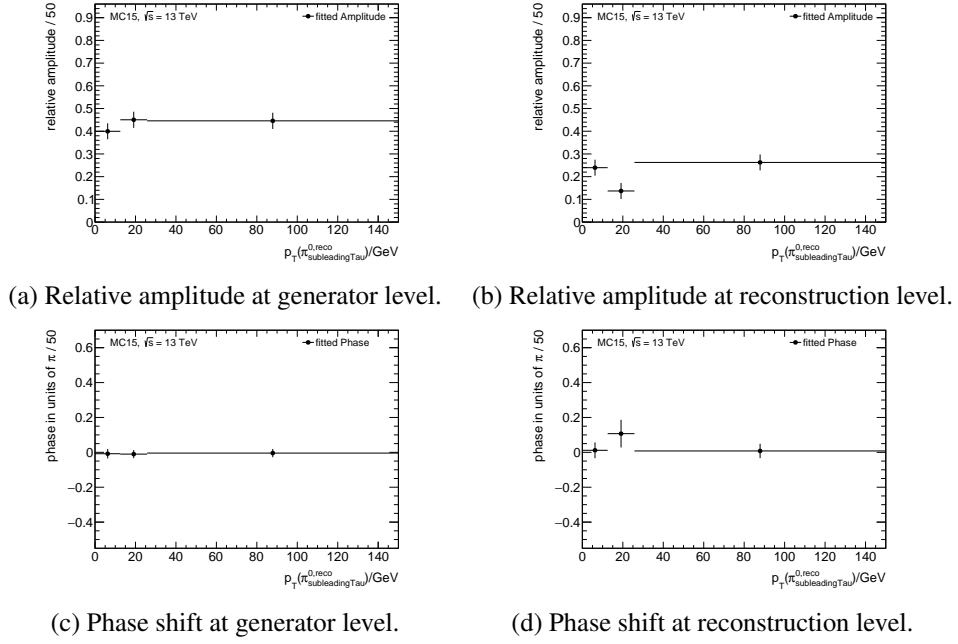 MC15, √s = 13 TeV
fitted Amplitude
relative amplitude / 50
0.9
0.8
0.7
0.6
0.5
0.4
0.3
0.2
0.1
0
0 20 40 60 80 100 120 140
p_T(π^{0,reco}_{subleadingTau})/GeV
(a) Relative amplitude at generator level.
MC15, √s = 13 TeV
fitted Amplitude
relative amplitude / 50
0.9
0.8
0.7
0.6
0.5
0.4
0.3
0.2
0.1
0
0 20 40 60 80 100 120 140
p_T(π^{0,reco}_{subleadingTau})/GeV
(b) Relative amplitude at reconstruction level.
MC15, √s = 13 TeV
fitted Phase
phase in units of π / 50
0.6
0.4
0.2
0
−0.2
−0.4
0 20 40 60 80 100 120 140
p_T(π^{0,reco}_{subleadingTau})/GeV
(c) Phase shift at generator level.
MC15, √s = 13 TeV
fitted Phase
phase in units of π / 50
0.6
0.4
0.2
0
−0.2
−0.4
0 20 40 60 80 100 120 140
p_T(π^{0,reco}_{subleadingTau})/GeV
(d) Phase shift at reconstruction level.